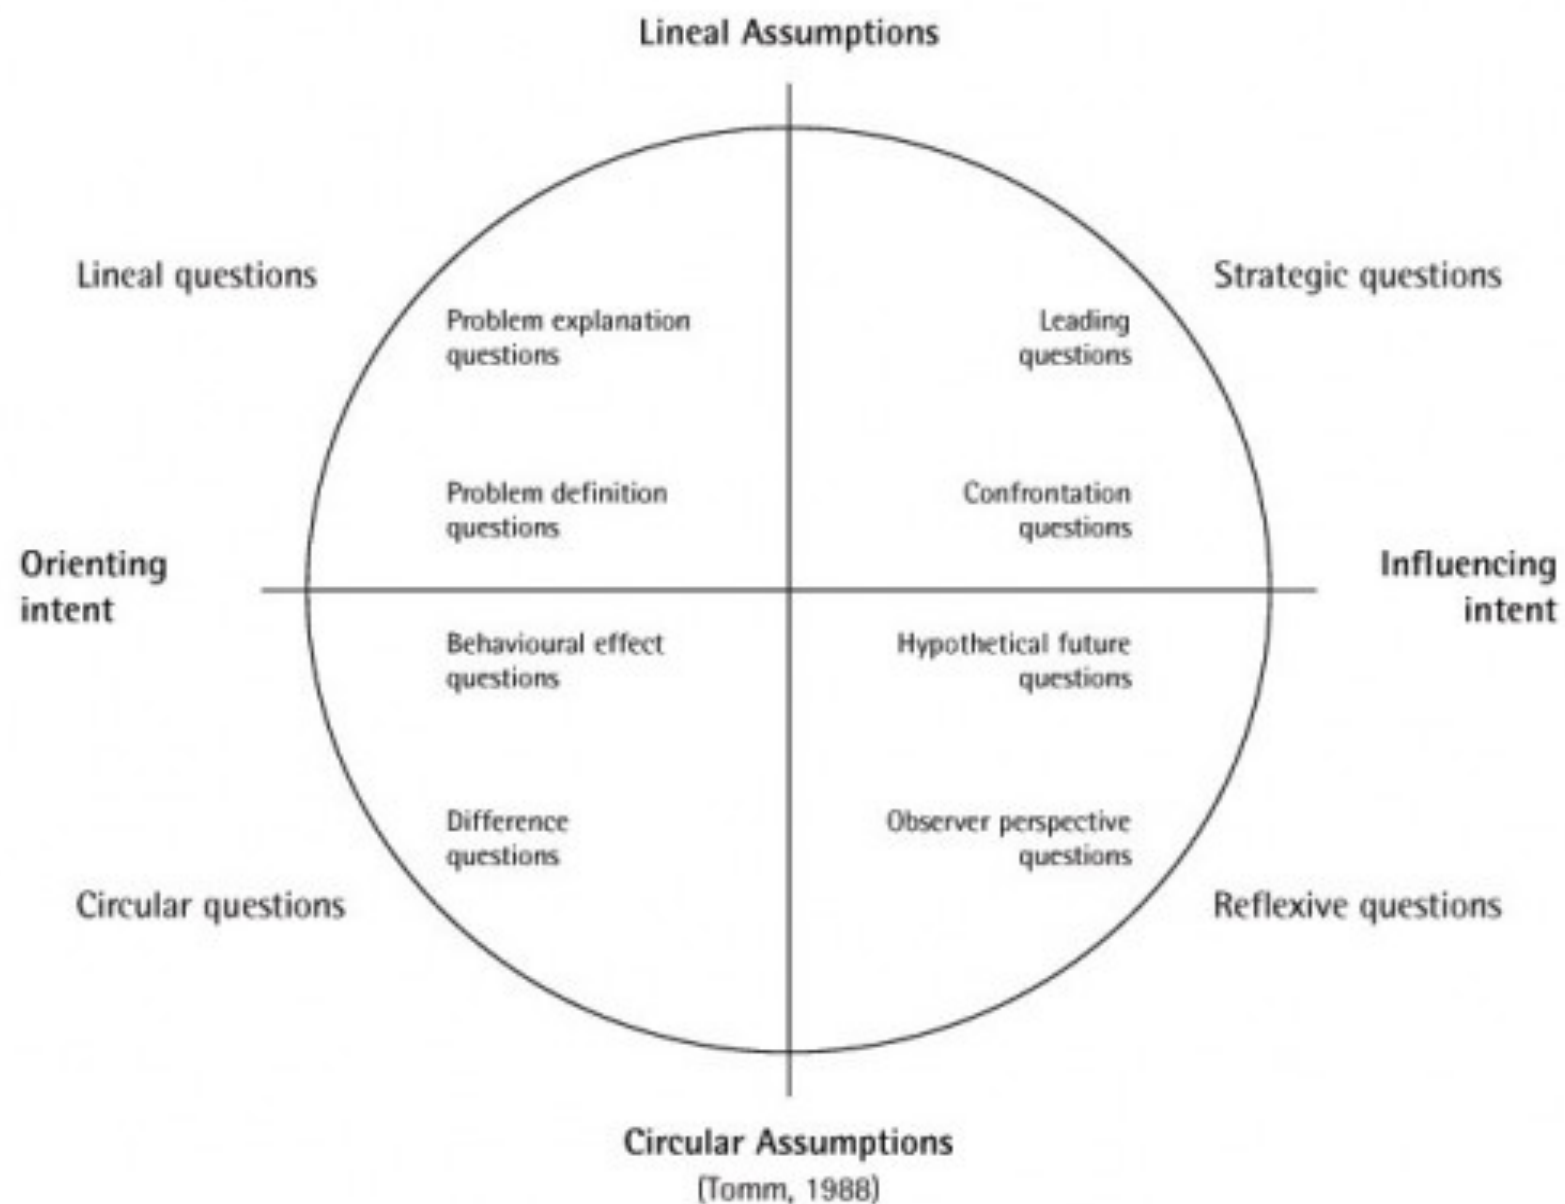 Lineal Assumptions
Lineal questions
Strategic questions
Problem explanation
questions
Leading
questions
Problem definition
questions
Confrontation
questions
Orienting
intent
Influencing
intent
Behavioural effect
questions
Hypothetical future
questions
Difference
questions
Observer perspective
questions
Circular questions
Reflexive questions
Circular Assumptions
(Tomm, 1988)